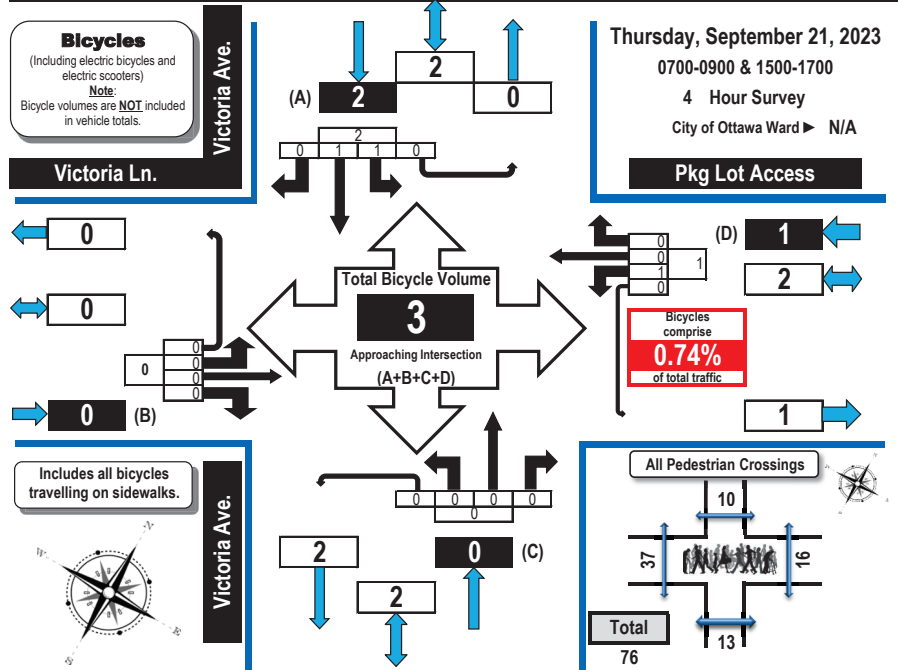 Bicycles
(Including electric bicycles and
electric scooters)
Note:
Bicycle volumes are NOT included
in vehicle totals.
Victoria Ave.
Victoria Ln.
2
(A) 2
0
2
0 1 1 0
Thursday, September 21, 2023
0700-0900 & 1500-1700
4 Hour Survey
City of Ottawa Ward ► N/A
Pkg Lot Access
0
0
0
0
0
0
0
0 (B)
Total Bicycle Volume
3
Approaching Intersection
(A+B+C+D)
0
0
1
0
1
(D) 1
2
Bicycles
comprise
0.74%
of total traffic
1
Includes all bicycles
travelling on sidewalks.
N
W
E
S
Victoria Ave.
0 0 0 0
0
2
0 (C)
2
All Pedestrian Crossings
10
37
16
13
Total
76